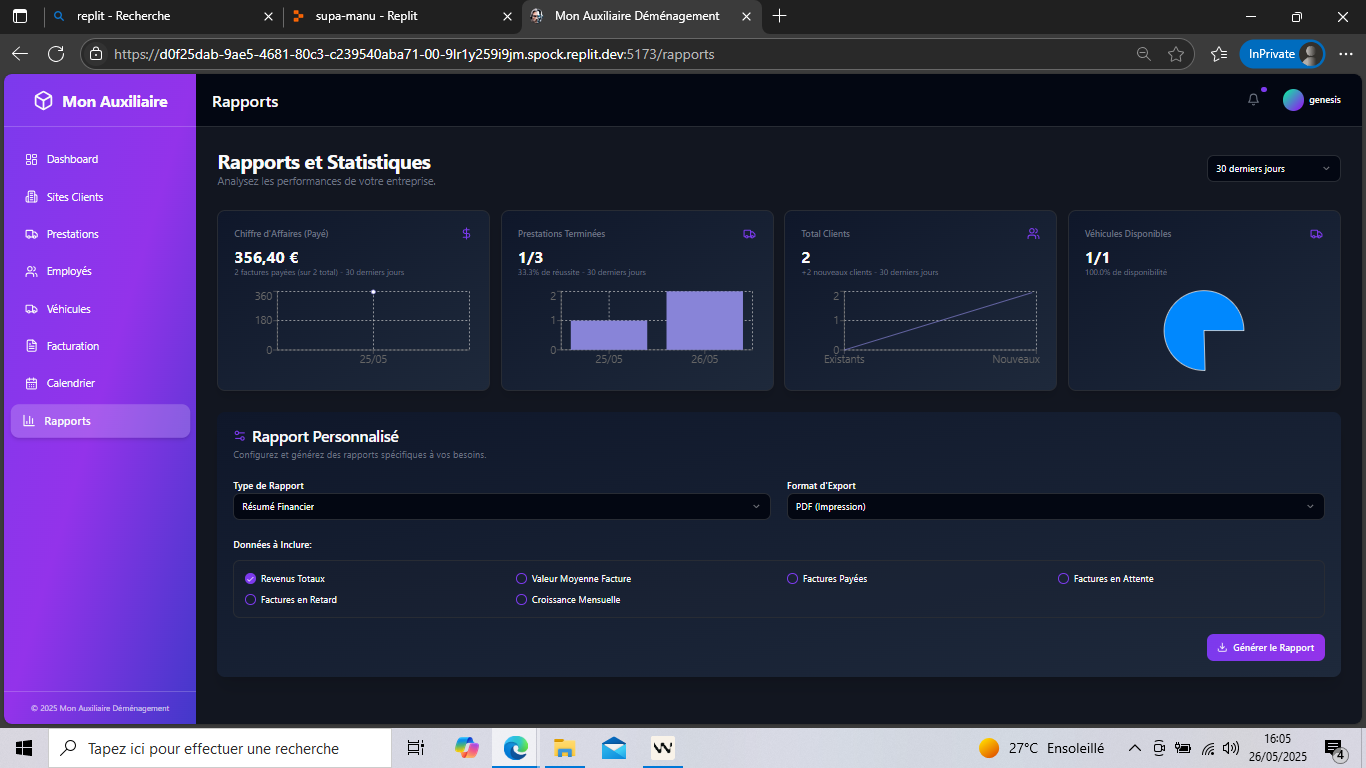 replit - Recherche
supa-manu - Replit
Mon Auxiliaire Déménagement
https://d0f25dab-9ae5-4681-80c3-c239540aba71-00-9lr1y259i9jm.spock.replit.dev:5173/rapports
InPrivate
Mon Auxiliaire
Rapports
genesis
Dashboard
Sites Clients
Prestations
Employés
Véhicules
Facturation
Calendrier
Rapports
© 2025 Mon Auxiliaire Déménagement
Rapports et Statistiques
Analysez les performances de votre entreprise.
30 derniers jours
Chiffre d'Affaires (Payé)
356,40 €
2 factures payées (sur 2 total) - 30 derniers jours
360
180
0
25/05
Prestations Terminées
1/3
33.3% de réussite - 30 derniers jours
2
1
0
25/05
26/05
Total Clients
2
+2 nouveaux clients - 30 derniers jours
2
1
0
Existants
Nouveaux
Véhicules Disponibles
1/1
100.0% de disponibilité
Rapport Personnalisé
Configurez et générez des rapports spécifiques à vos besoins.
Type de Rapport
Format d'Export
Résumé Financier
PDF (Impression)
Données à Inclure:
Revenus Totaux
Valeur Moyenne Facture
Factures Payées
Factures en Attente
Factures en Retard
Croissance Mensuelle
Générer le Rapport
Tapez ici pour effectuer une recherche
27°C Ensoleillé
16:05
26/05/2025
4